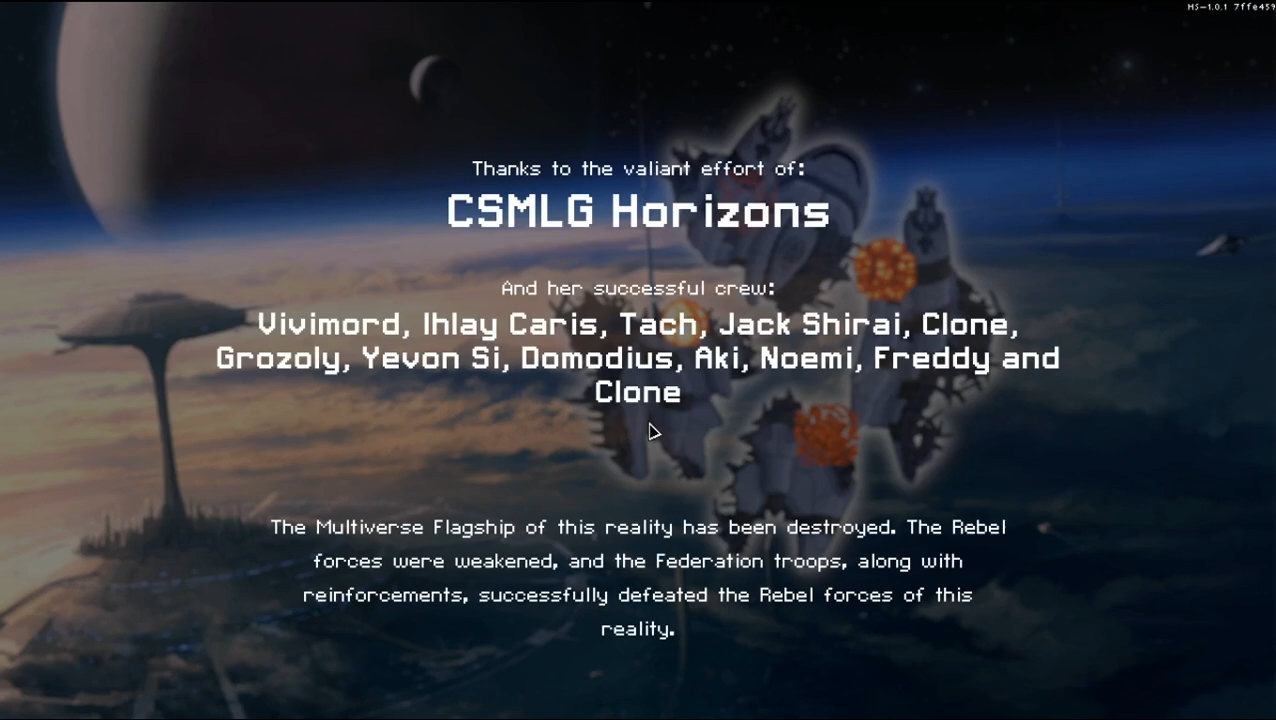 HS-1.0.1 7ffe459
Thanks to the valiant effort of:
CSMLG Horizons
And her successful crew:
Vivimord, Ihlay Caris, Tach, Jack Shirai, Clone,
Grozoly, Yevon Si, Domodius, Aki, Noemi, Freddy and
Clone
The Multiverse Flagship of this reality has been destroyed. The Rebel
forces were weakened, and the Federation troops, along with
reinforcements, successfully defeated the Rebel forces of this
reality.